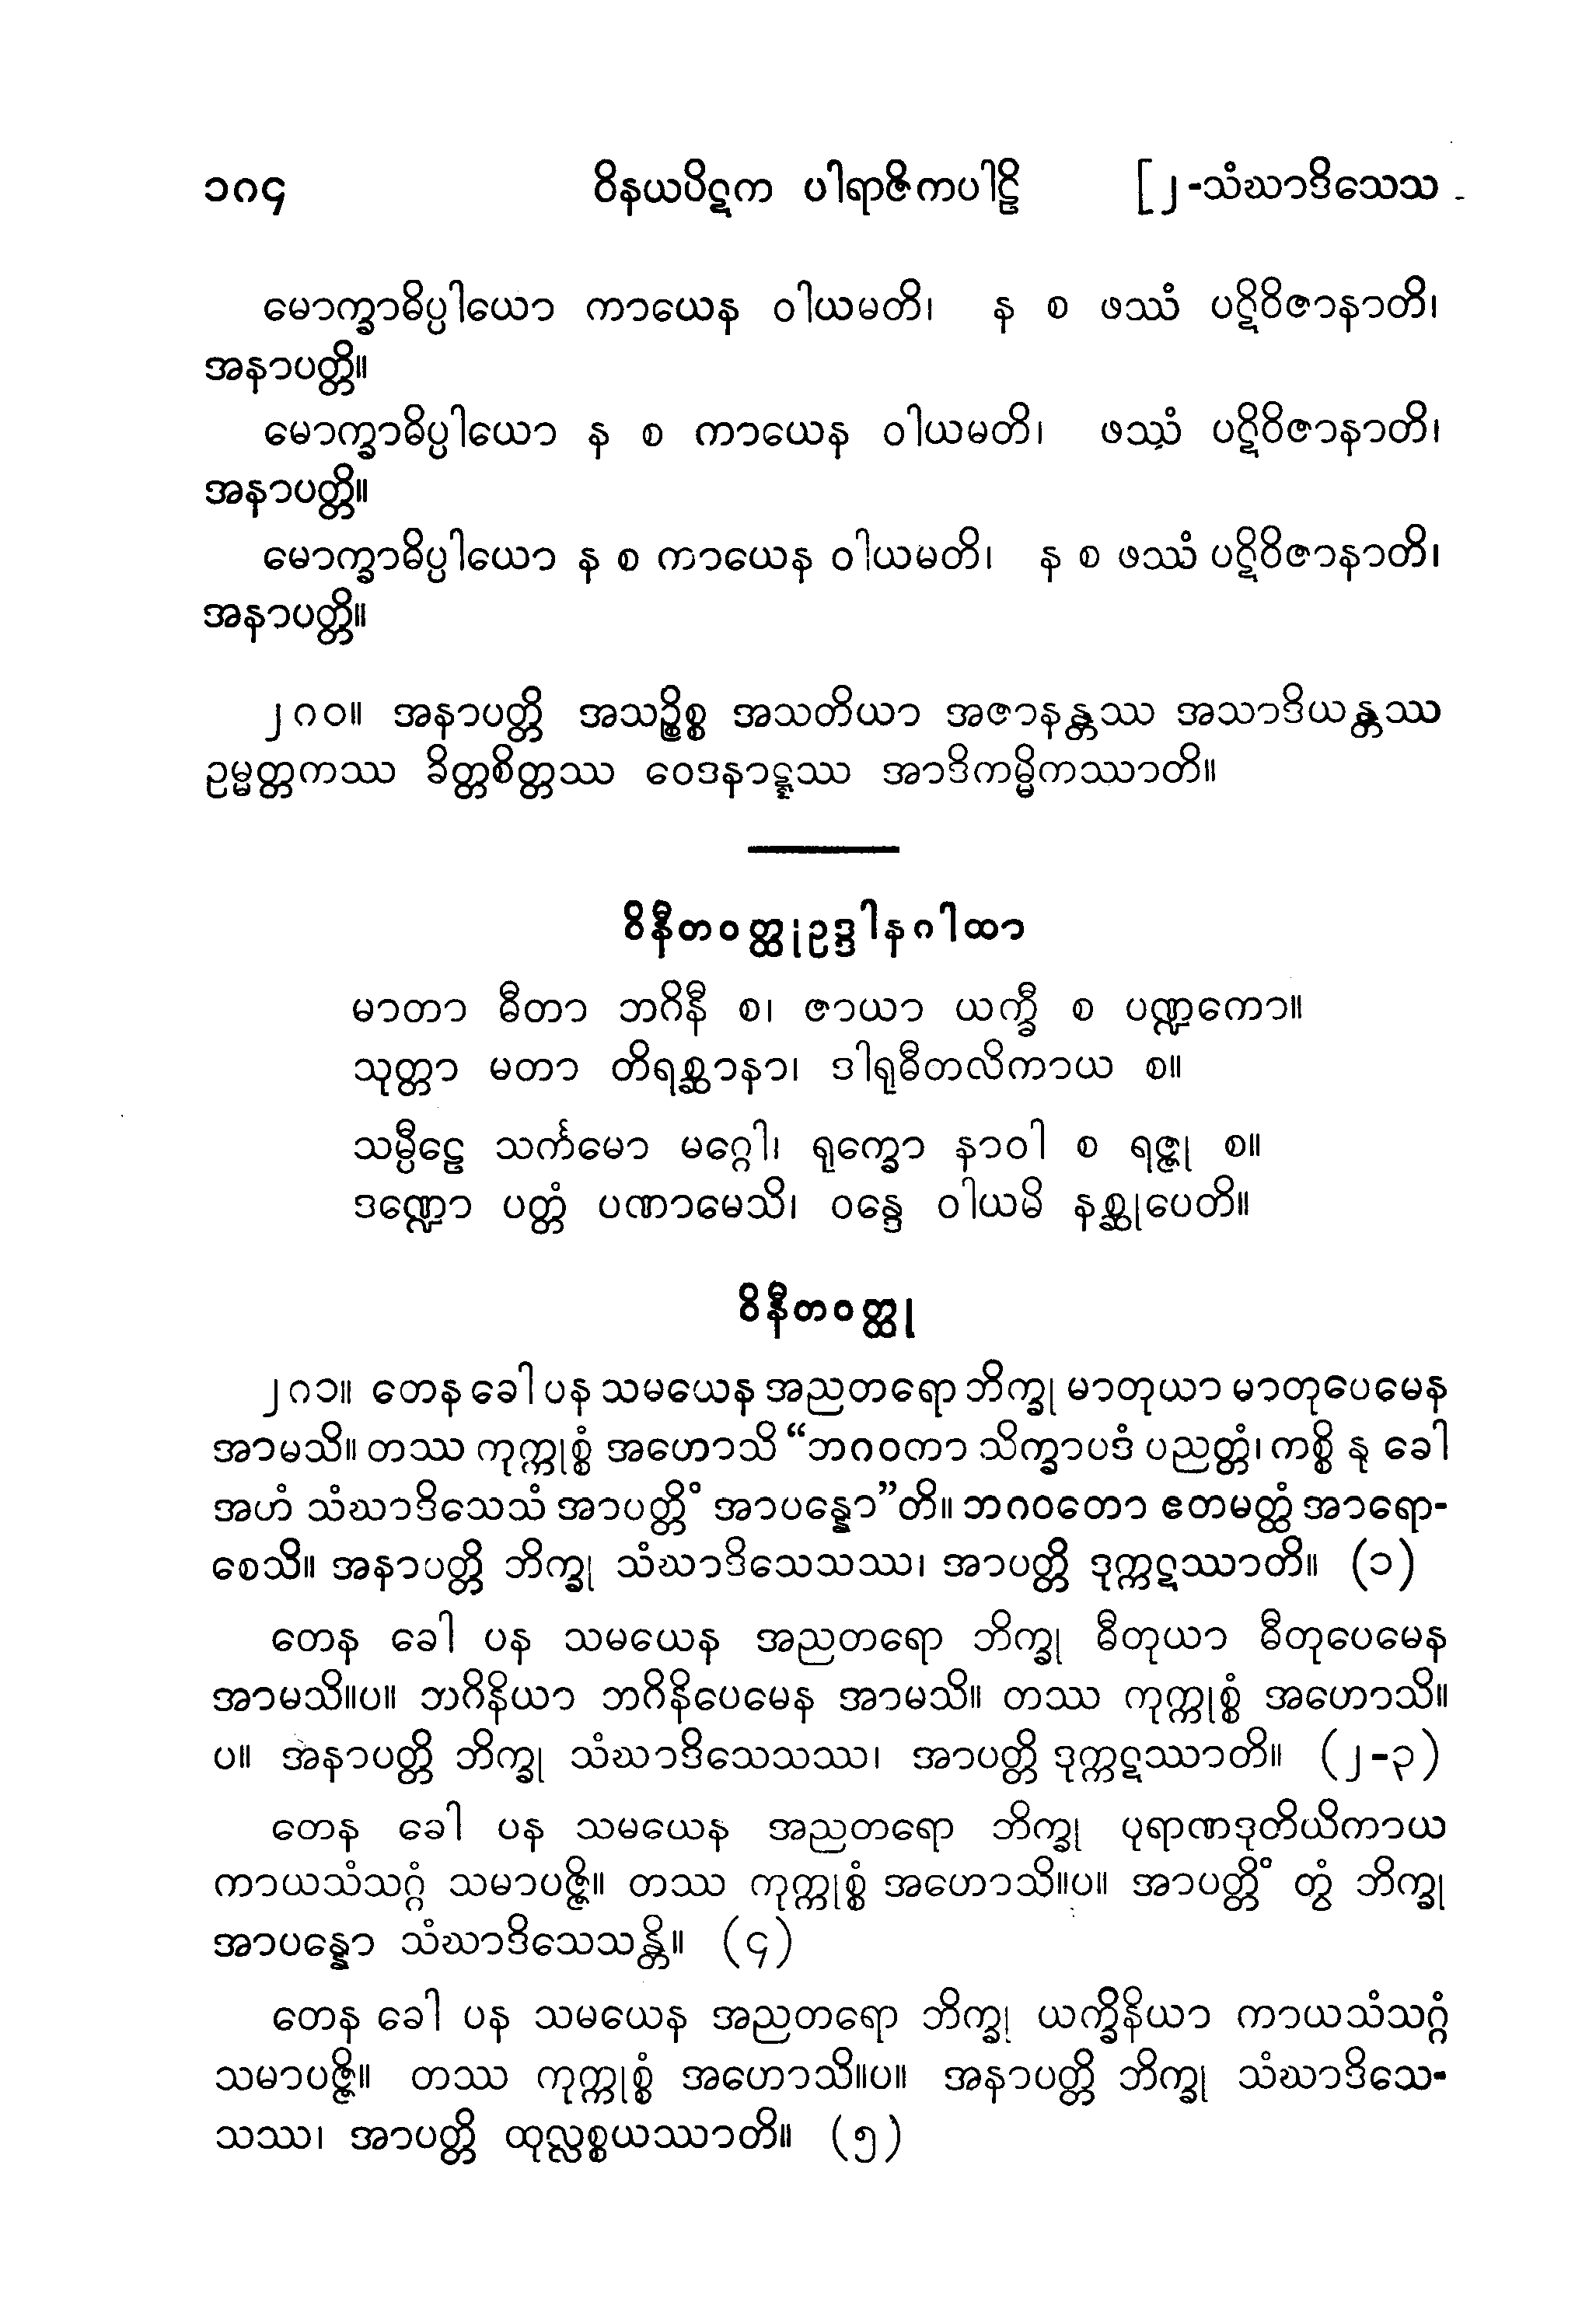 ၁၈၄ ဝိနယပိဋက ပါရာဇိကပါဠိ [၂-သံဃာဒိသေသ
မောက္ခာဓိပ္ပါယော ကာယေန ဝါယမတိ၊ န စ ဖဿံ ပဋိဝိဇာနာတိ၊
အနာပတ္တိ။
မောက္ခာဓိပ္ပါယော န စ ကာယေန ဝါယမတိ၊ ဖဿံ ပဋိဝိဇာနာတိ၊
အနာပတ္တိ။
မောက္ခာဓိပ္ပါယော န စ ကာယေန ဝါယမတိ၊ န စ ဖဿံ ပဋိဝိဇာနာတိ၊
အနာပတ္တိ။
၂၈၀။ အနာပတ္တိ အသဉ္စိစ္စ အသတိယာ အဇာနန္တဿ အသာဒိယန္တဿ
ဥမ္မတ္တကဿ ခိတ္တစိတ္တဿ ဝေဒနာဋ္ဋဿ အာဒိကမ္မိကဿာတိ။
ဝိနီတဝတ္ထုဥဒ္ဒါနဂါထာ
မာတာ ဓီတာ ဘဂိနီ စ၊ ဇာယာ ယက္ခီ စ ပဏ္ဍကော။
သုတ္တာ မတာ တိရစ္ဆာနာ၊ ဒါရုဓီတလိကာယ စ။
သမ္ပီဠေ သင်္ကမော မဂ္ဂေါ၊ ရုက္ခော နာဝါ စ ရဇ္ဇု စ။
ဒဏ္ဍော ပတ္တံ ပဏာမေသိ၊ ဝန္ဒေ ဝါယမိ နစ္ဆုပေတိ။
ဝိနီတဝတ္ထု
၂၈၁။ တေန ခေါ ပန သမယေန အညတရော ဘိက္ခု မာတုယာ မာတုပေမေန
အာမသိ။ တဿ ကုက္ကုစ္စံ အဟောသိ “ဘဂဝတာ သိက္ခာပဒံ ပညတ္တံ၊ ကစ္စိ နု ခေါ
အဟံ သံဃာဒိသေသံ အာပတ္တိံ အာပန္နော”တိ။ ဘဂဝတော ဧတမတ္ထံ အာရော-
စေသိ။ အနာပတ္တိ ဘိက္ခု သံဃာဒိသေသဿ၊ အာပတ္တိ ဒုက္ကဋဿာတိ။ (၁)
တေန ခေါ ပန သမယေန အညတရော ဘိက္ခု ဓီတုယာ ဓီတုပေမေန
အာမသိ။ပ။ ဘဂိနိယာ ဘဂိနိပေမေန အာမသိ။ တဿ ကုက္ကုစ္စံ အဟောသိ။
ပ။ အနာပတ္တိ ဘိက္ခု သံဃာဒိသေသဿ၊ အာပတ္တိ ဒုက္ကဋဿာတိ။ (၂-၃)
တေန ခေါ ပန သမယေန အညတရော ဘိက္ခု ပုရာဏဒုတိယိကာယ
ကာယသံသဂ္ဂံ သမာပဇ္ဇိ။ တဿ ကုက္ကုစ္စံ အဟောသိ။ပ။ အာပတ္တိံ တွံ ဘိက္ခု
အာပန္နော သံဃာဒိသေသန္တိ။ (၄)
တေန ခေါ ပန သမယေန အညတရော ဘိက္ခု ယက္ခိနိယာ ကာယသံသဂ္ဂံ
သမာပဇ္ဇိ။ တဿ ကုက္ကုစ္စံ အဟောသိ။ပ။ အနာပတ္တိ ဘိက္ခု သံဃာဒိသေ-
သဿ၊ အာပတ္တိ ထုလ္လစ္စယဿာတိ။ (၅)